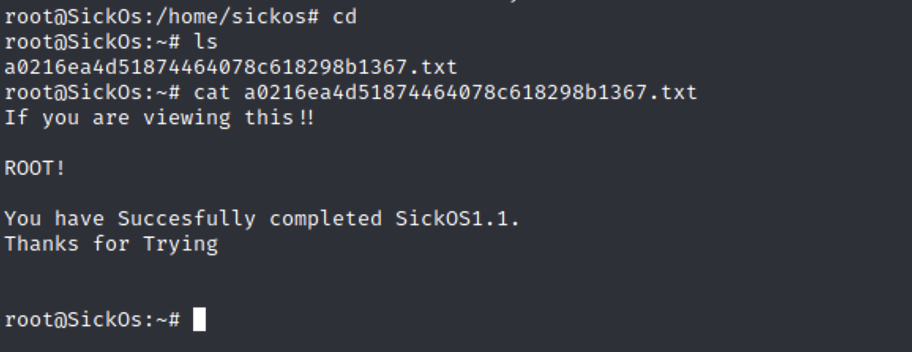 root@SickOs:/home/sickos# cd
root@SickOs:~# ls
a0216ea4d51874464078c618298b1367.txt
root@SickOs:~# cat a0216ea4d51874464078c618298b1367.txt
If you are viewing this!!
ROOT!
You have Succesfully completed SickOS1.1.
Thanks for Trying
root@SickOs:~#